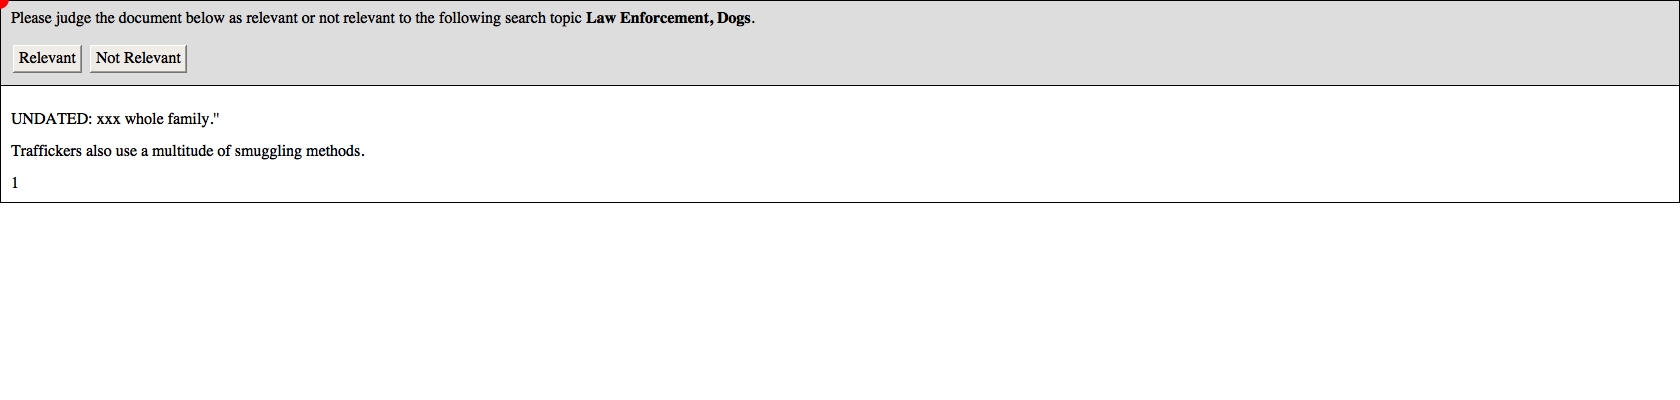 Please judge the document below as relevant or not relevant to the following search topic Law Enforcement, Dogs.
Relevant Not Relevant
UNDATED: xxx whole family."
Traffickers also use a multitude of smuggling methods.
1